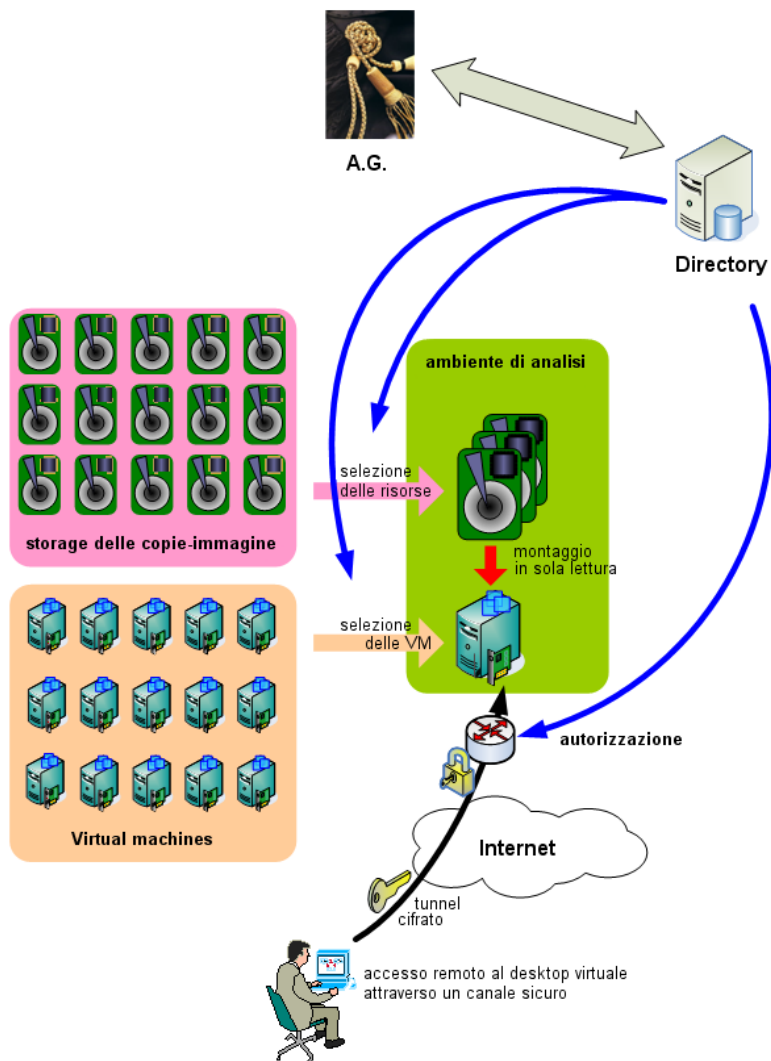 A.G.
Directory
ambiente di analisi
selezione
delle risorse
storage delle copie-immagine
montaggio
in sola lettura
selezione
delle VM
autorizzazione
Virtual machines
Internet
tunnel
cifrato
accesso remoto al desktop virtuale
attraverso un canale sicuro